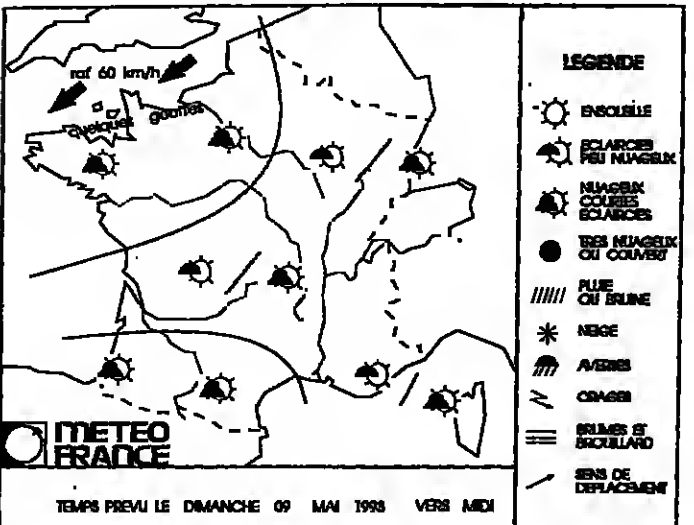 raf 60 km/h
quelques gouttes
METEO
FRANCE
TEMPS PREVU LE DIMANCHE 09 MAI 1993 VERS MIDI
LEGENDE
ENSOLEILLE
ECLAIRCIES
PEU NUAGEUX
NUAGEUX
COURTES
ECLAIRCIES
TRES NUAGEUX
OU COUVERT
PLUIE
OU BRUINE
NEIGE
AVERSES
ORAGES
BRUMES ET
BROUILLARD
SENS DE
DEPLACEMENT